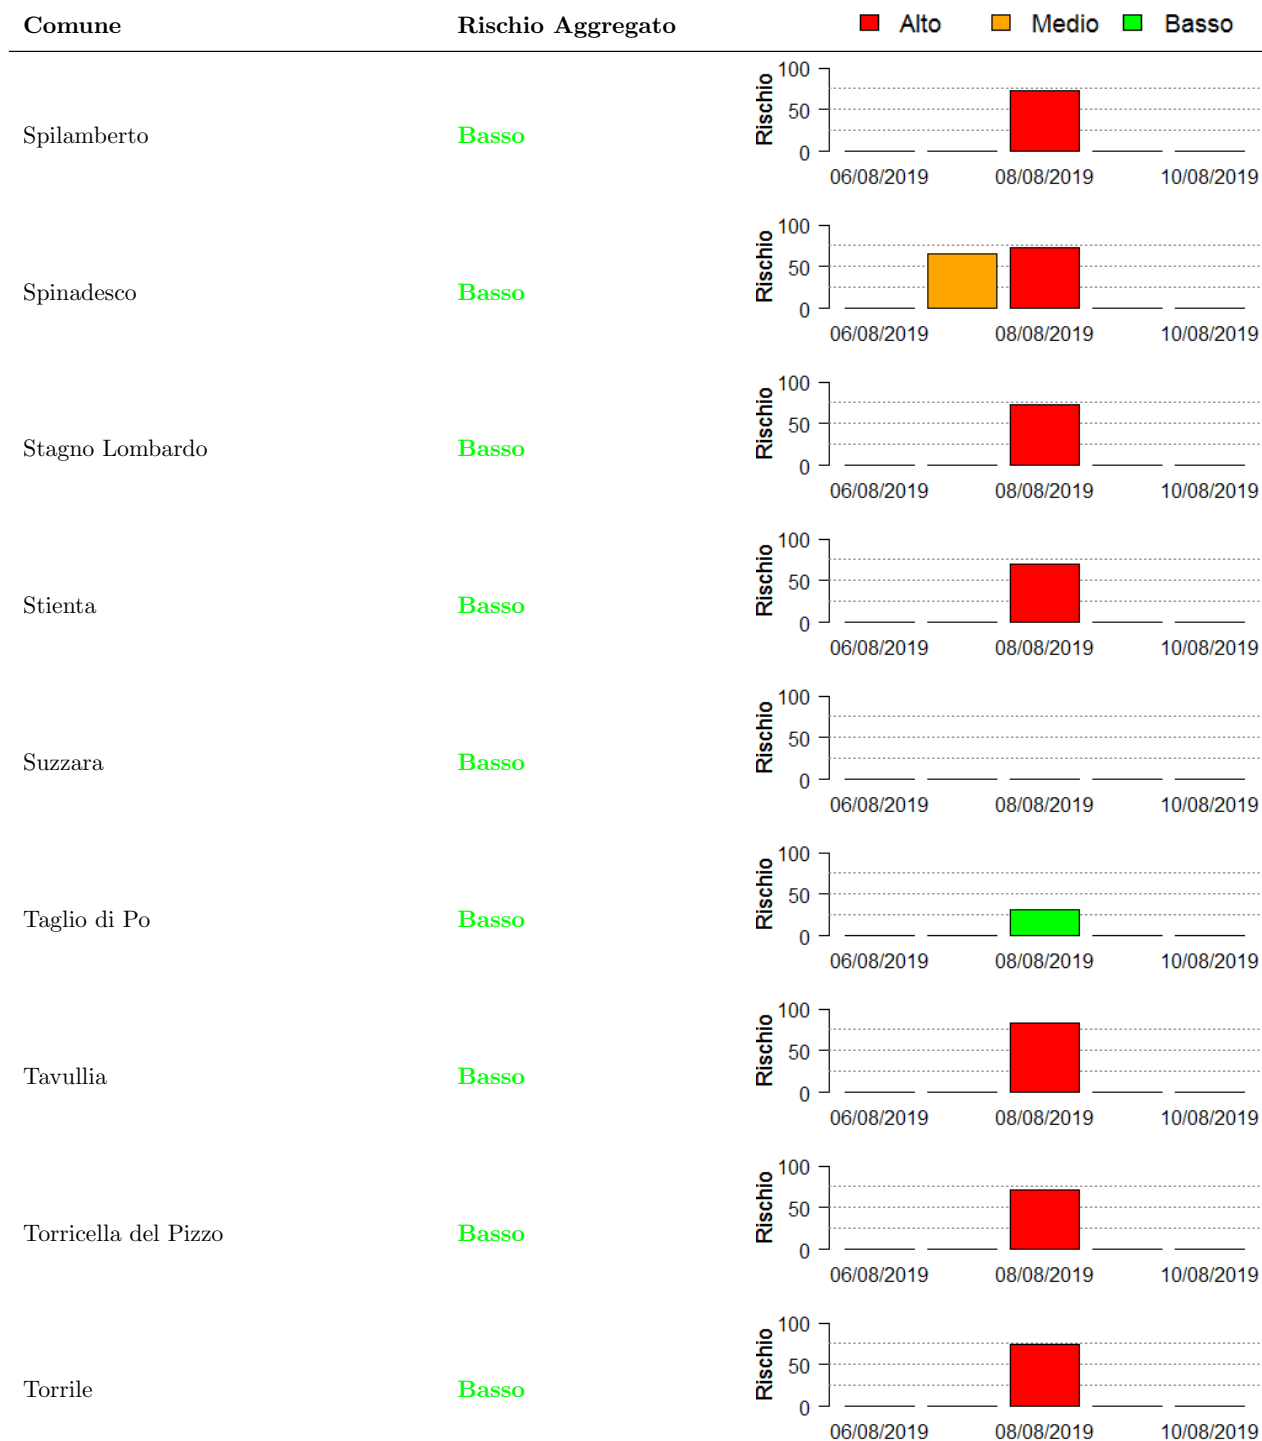 Comune Rischio Aggregato Alto Medio Basso
Spilamberto Basso
Rischio
100
50
0
06/08/2019 08/08/2019 10/08/2019
Spinadesco Basso
Rischio
100
50
0
06/08/2019 08/08/2019 10/08/2019
Stagno Lombardo Basso
Rischio
100
50
0
06/08/2019 08/08/2019 10/08/2019
Stienta Basso
Rischio
100
50
0
06/08/2019 08/08/2019 10/08/2019
Suzzara Basso
Rischio
100
50
0
06/08/2019 08/08/2019 10/08/2019
Taglio di Po Basso
Rischio
100
50
0
06/08/2019 08/08/2019 10/08/2019
Tavullia Basso
Rischio
100
50
0
06/08/2019 08/08/2019 10/08/2019
Torricella del Pizzo Basso
Rischio
100
50
0
06/08/2019 08/08/2019 10/08/2019
Torrile Basso
Rischio
100
50
0
06/08/2019 08/08/2019 10/08/2019